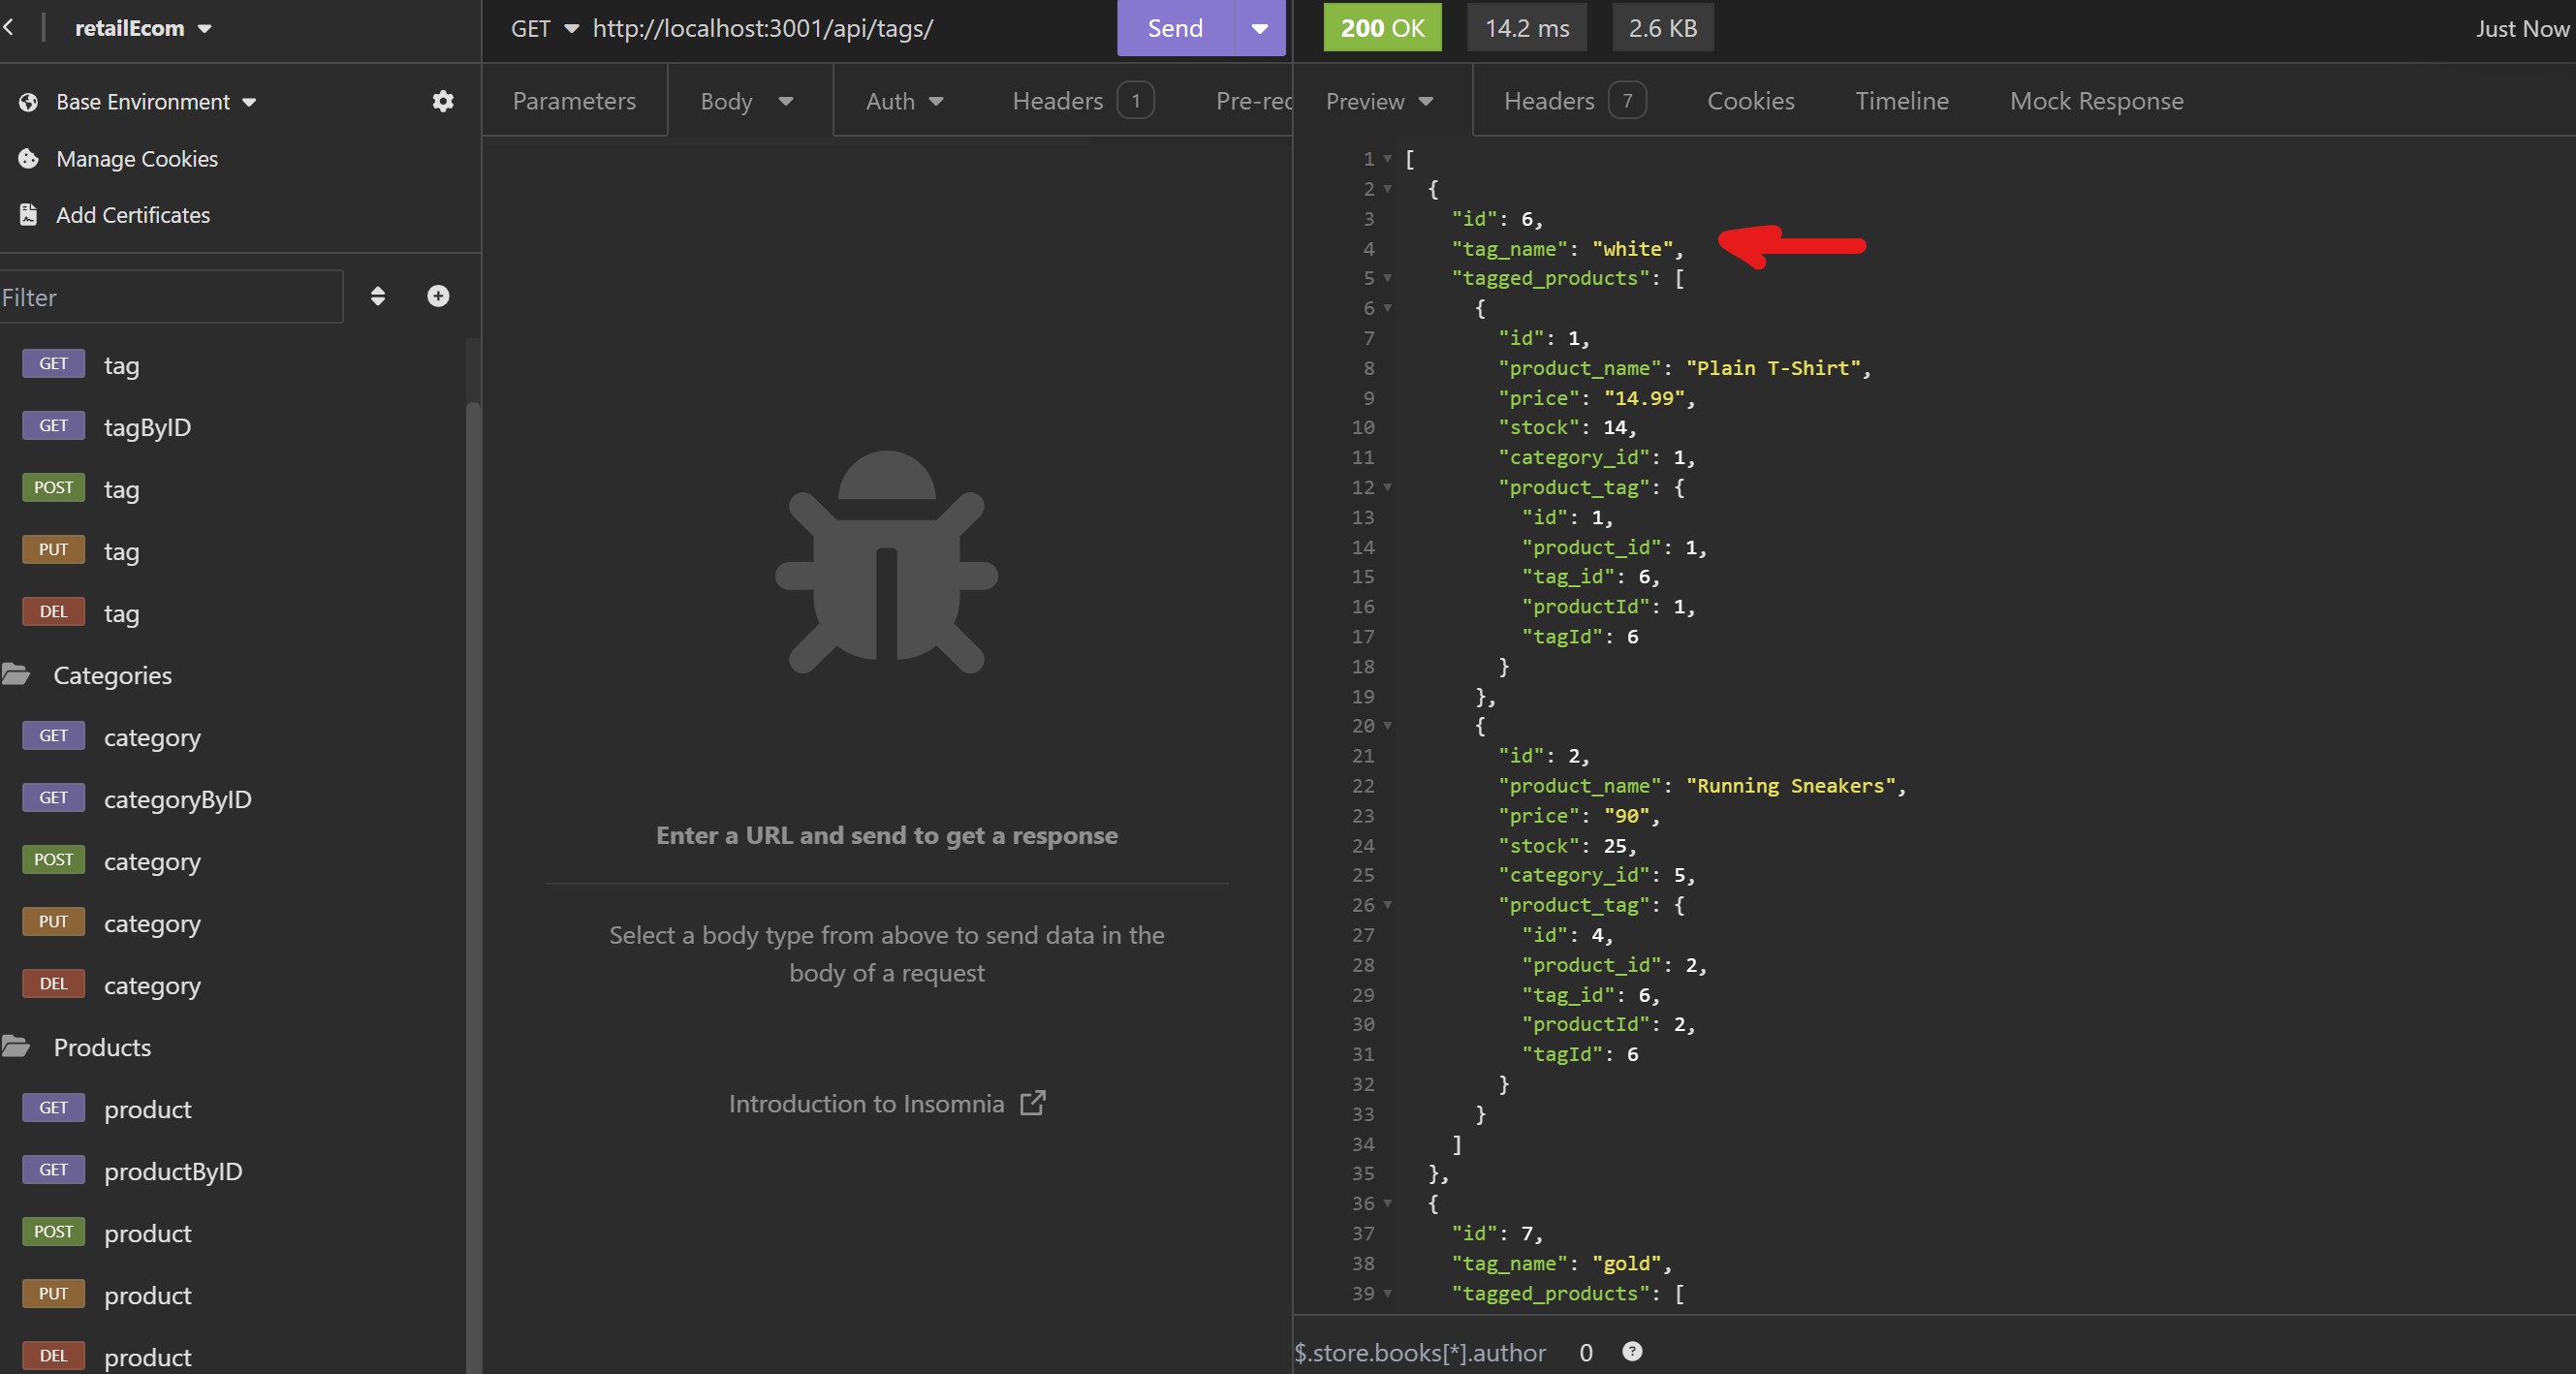 retailEcom
Base Environment
Manage Cookies
Add Certificates
Filter
GET tag
GET tagByID
POST tag
PUT tag
DEL tag
Categories
GET category
GET categoryByID
POST category
PUT category
DEL category
Products
GET product
GET productByID
POST product
PUT product
DEL product
GET http://localhost:3001/api/tags/ Send
Parameters Body Auth Headers 1 Pre-rec
Enter a URL and send to get a response
Select a body type from above to send data in the
body of a request
Introduction to Insomnia
200 OK 14.2 ms 2.6 KB Just Now
Preview Headers 7 Cookies Timeline Mock Response
1 [
2 {
3 "id": 6,
4 "tag_name": "white",
5 "tagged_products": [
6 {
7 "id": 1,
8 "product_name": "Plain T-Shirt",
9 "price": "14.99",
10 "stock": 14,
11 "category_id": 1,
12 "product_tag": {
13 "id": 1,
14 "product_id": 1,
15 "tag_id": 6,
16 "productId": 1,
17 "tagId": 6
18 }
19 },
20 {
21 "id": 2,
22 "product_name": "Running Sneakers",
23 "price": "90",
24 "stock": 25,
25 "category_id": 5,
26 "product_tag": {
27 "id": 4,
28 "product_id": 2,
29 "tag_id": 6,
30 "productId": 2,
31 "tagId": 6
32 }
33 }
34 ]
35 },
36 {
37 "id": 7,
38 "tag_name": "gold",
39 "tagged_products": [
$.store.books[*].author 0 ?